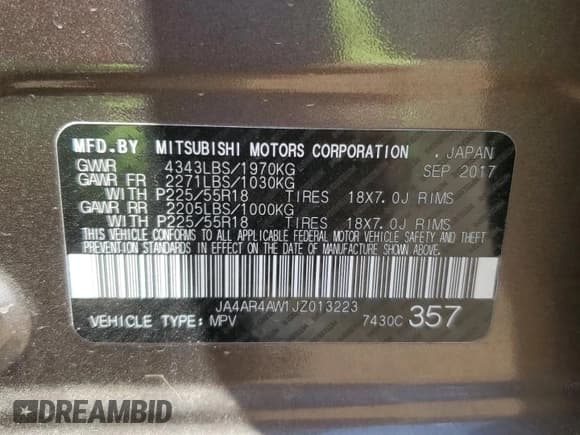 MFD.BY MITSUBISHI MOTORS CORPORATION . JAPAN
GVWR 4343LBS/1970KG SEP 2017
GAWR FR 2271LBS/1030KG
WITH P225/55R18 TIRES 18X7.0J RIMS
GAWR RR 2205LBS/1000KG
WITH P225/55R18 TIRES 18X7.0J RIMS
THIS VEHICLE CONFORMS TO ALL APPLICABLE FEDERAL MOTOR VEHICLE SAFETY AND THEFT
PREVENTION STANDARDS IN EFFECT ON THE DATE OF MANUFACTURE SHOWN ABOVE.
JA4AR4AW1JZ013223
VEHICLE TYPE: MPV 7430C 357
DREAMBID